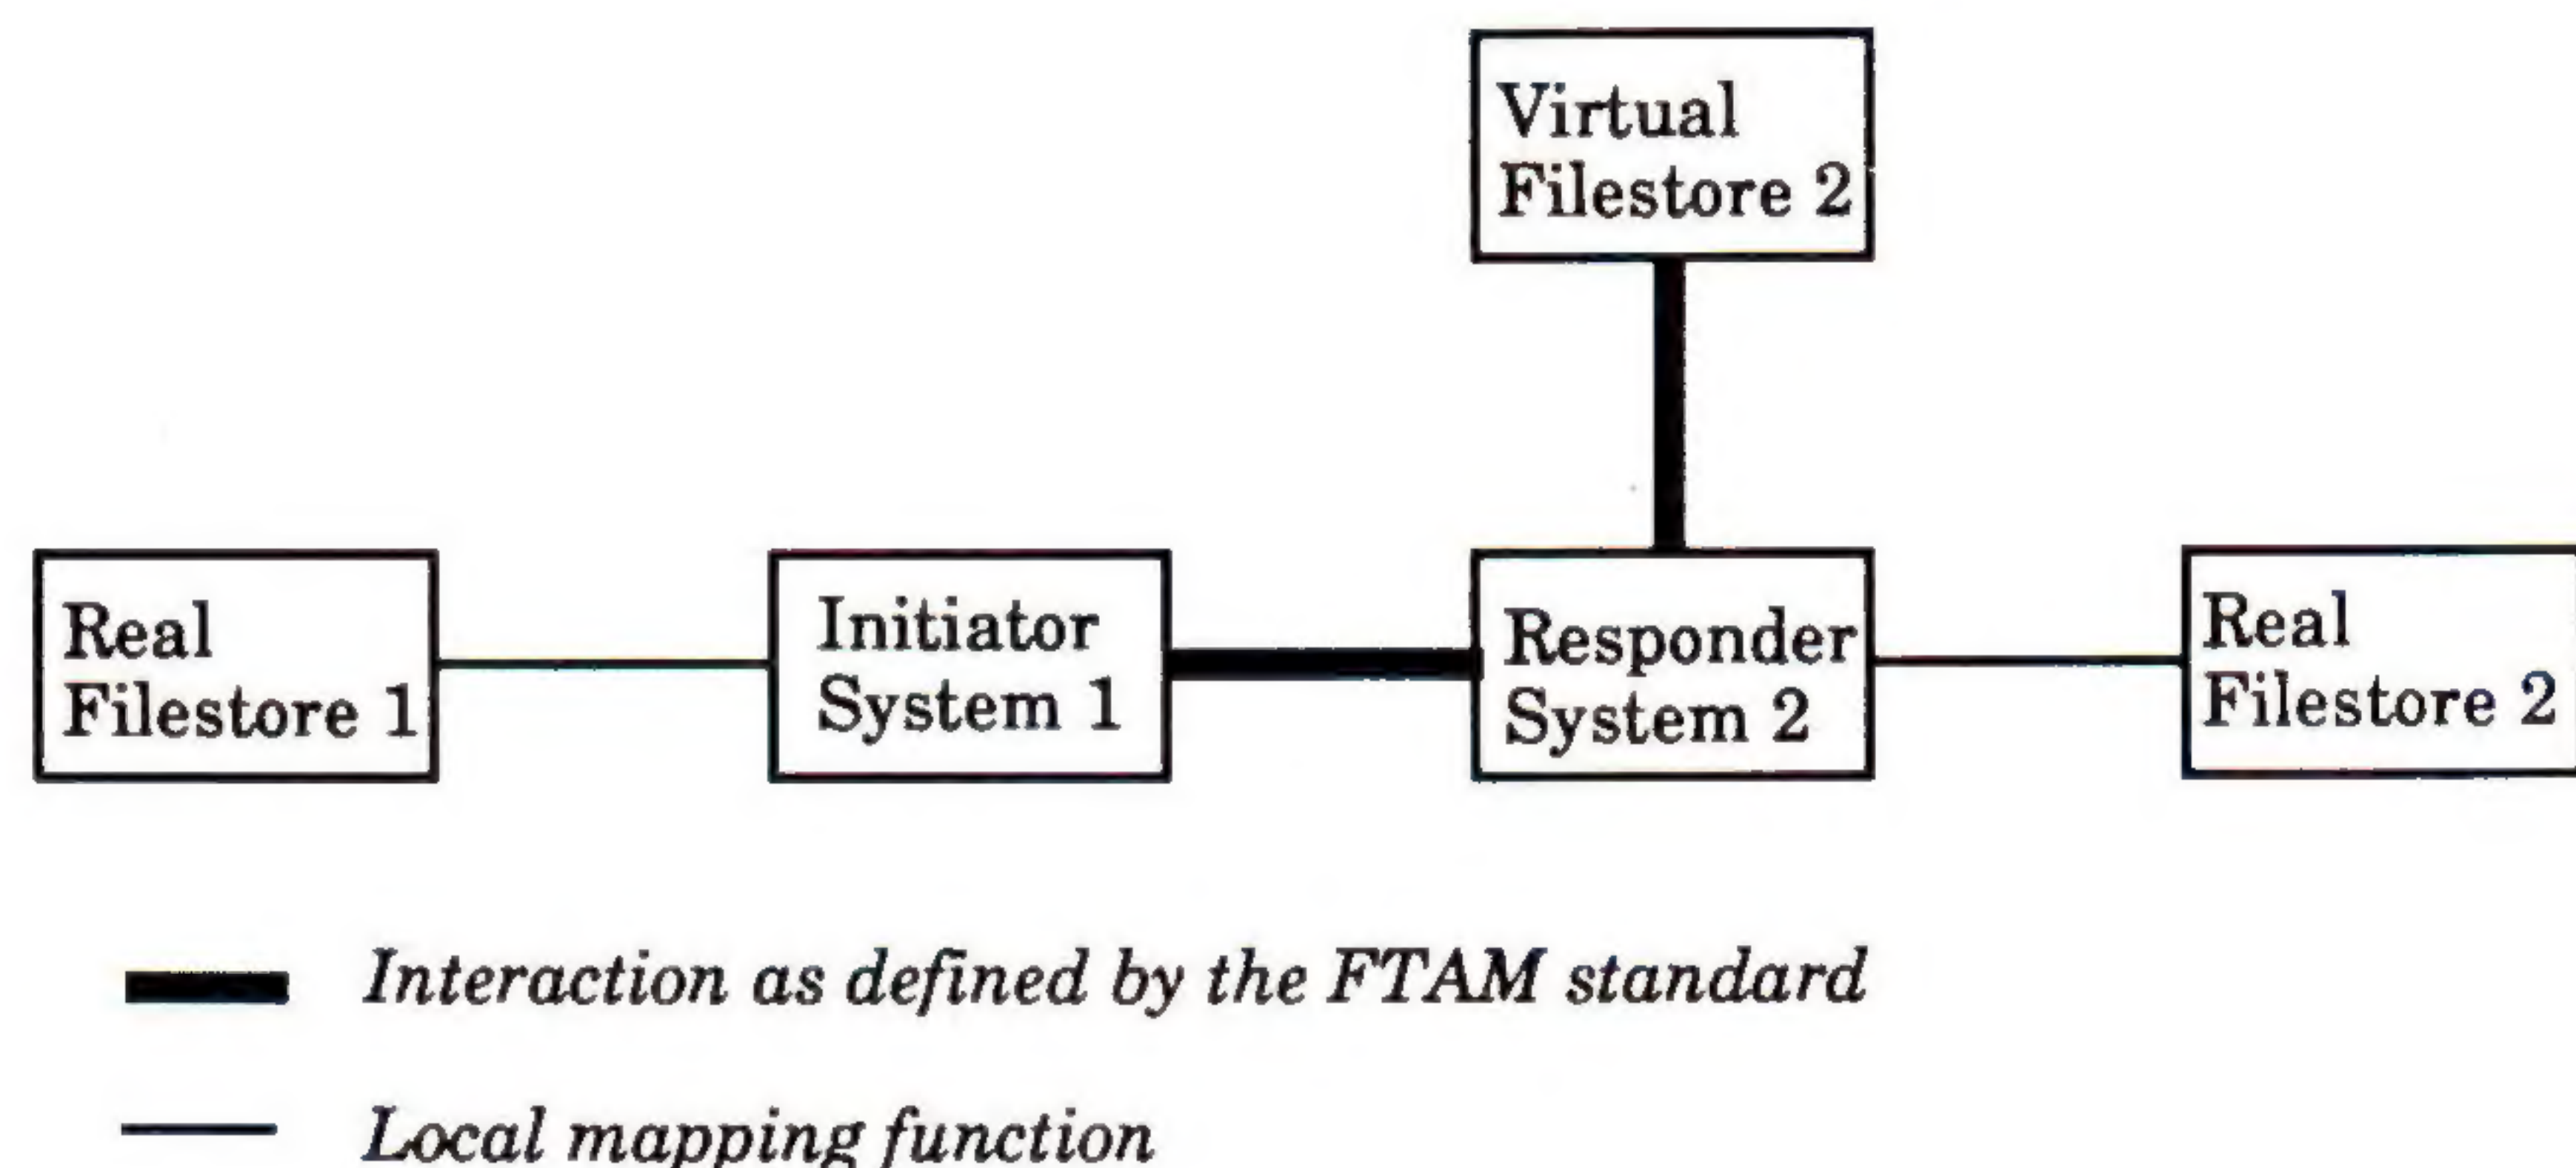 Virtual
Filestore 2
Real
Filestore 1
Initiator
System 1
Responder
System 2
Real
Filestore 2
Interaction as defined by the FTAM standard
Local mapping function